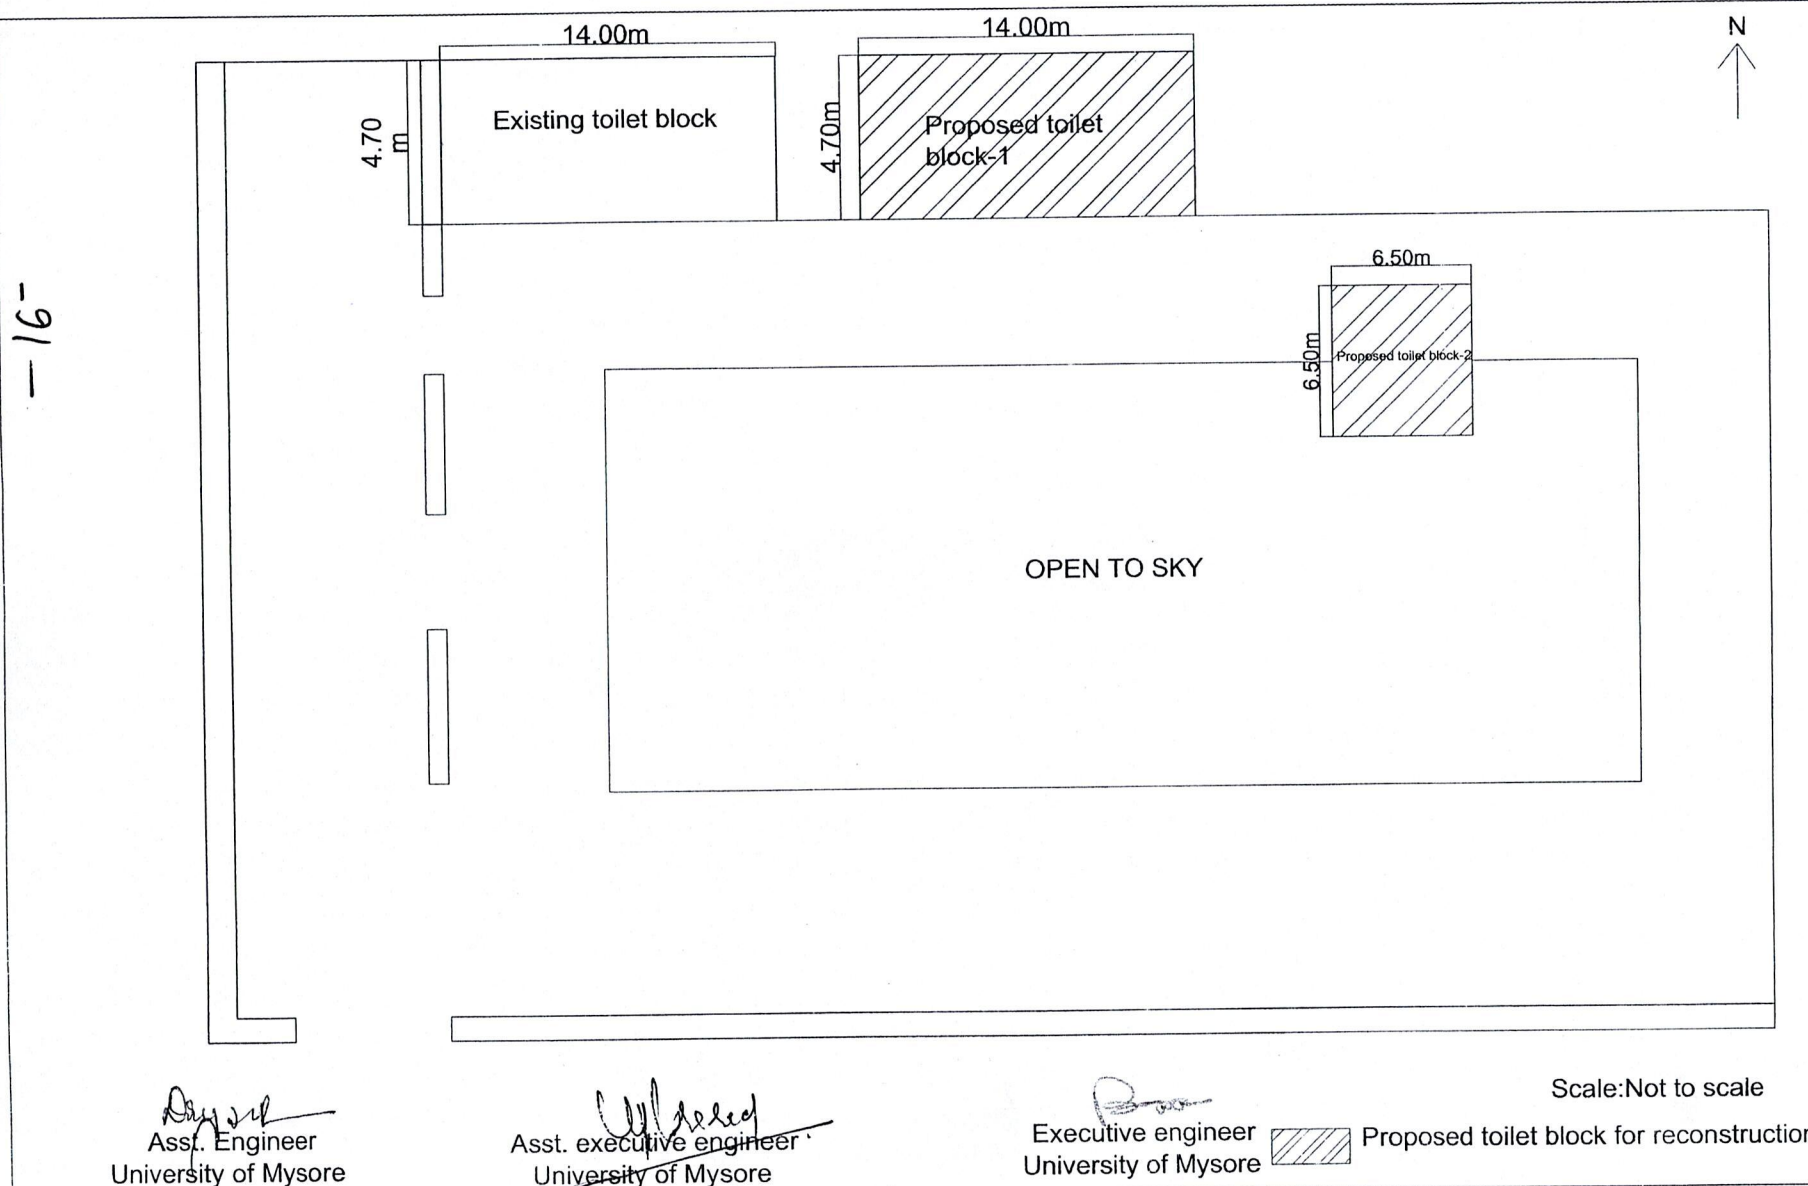 14.00m
14.00m
N
4.70
m
Existing toilet block
4.70m
Proposed toilet
block-1
6.50m
6.50m
Proposed toilet block-2
- 16 -
OPEN TO SKY
Scale:Not to scale
Asst. Engineer
University of Mysore
Asst. executive engineer
University of Mysore
Executive engineer
University of Mysore
Proposed toilet block for reconstruction